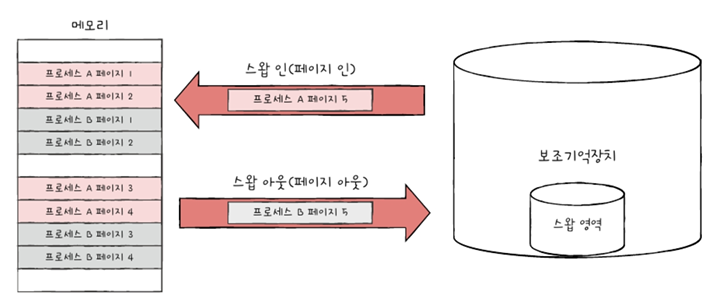 메모리
프로세스 A 페이지 1
프로세스 A 페이지 2
프로세스 B 페이지 1
프로세스 B 페이지 2
프로세스 A 페이지 3
프로세스 A 페이지 4
프로세스 B 페이지 3
프로세스 B 페이지 4
스왑 인(페이지 인)
프로세스 A 페이지 5
스왑 아웃(페이지 아웃)
프로세스 B 페이지 5
보조기억장치
스왑 영역